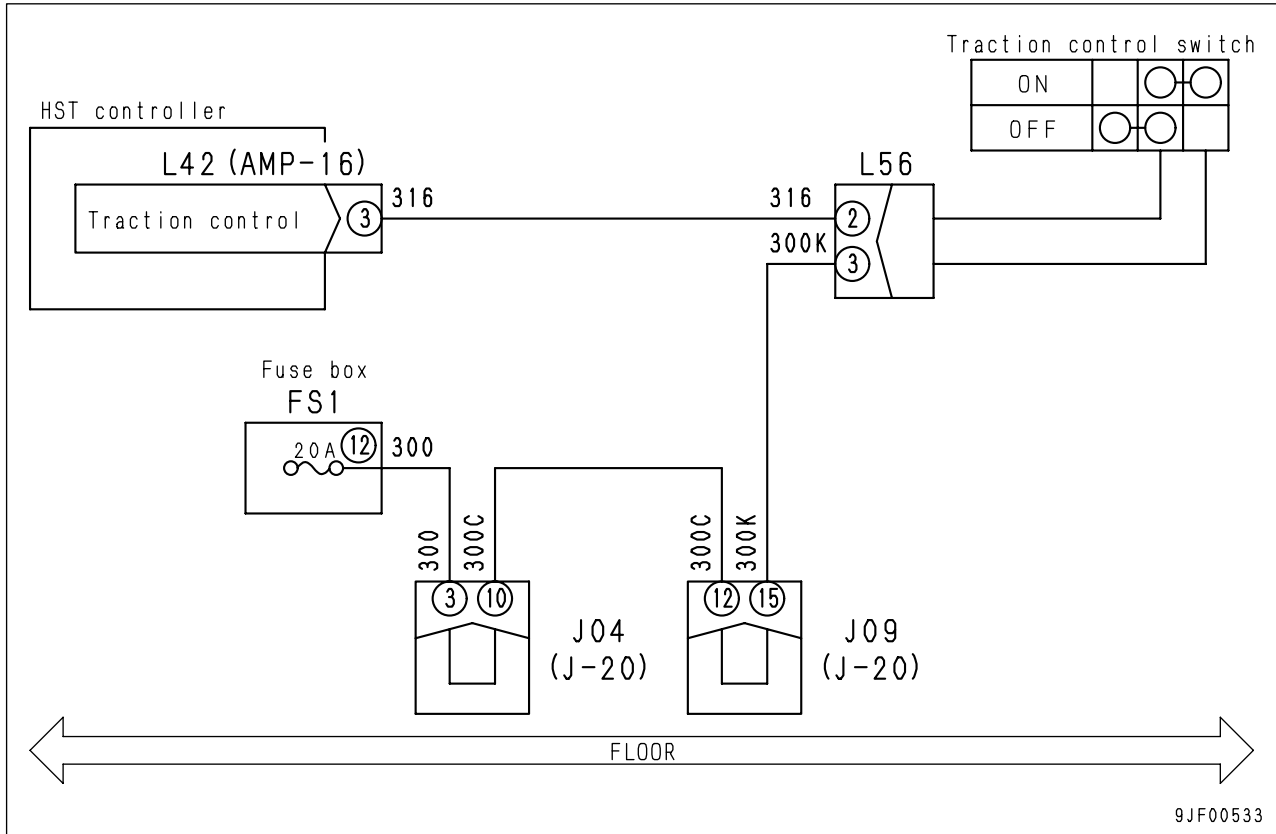 Traction control switch
ON
OFF
HST controller
L42 (AMP-16)
Traction control
3
316
316
L56
2
300K
3
Fuse box
FS1
20A
12
300
300
300C
300C
300K
3
10
12
15
J04
(J-20)
J09
(J-20)
FLOOR
9JF00533